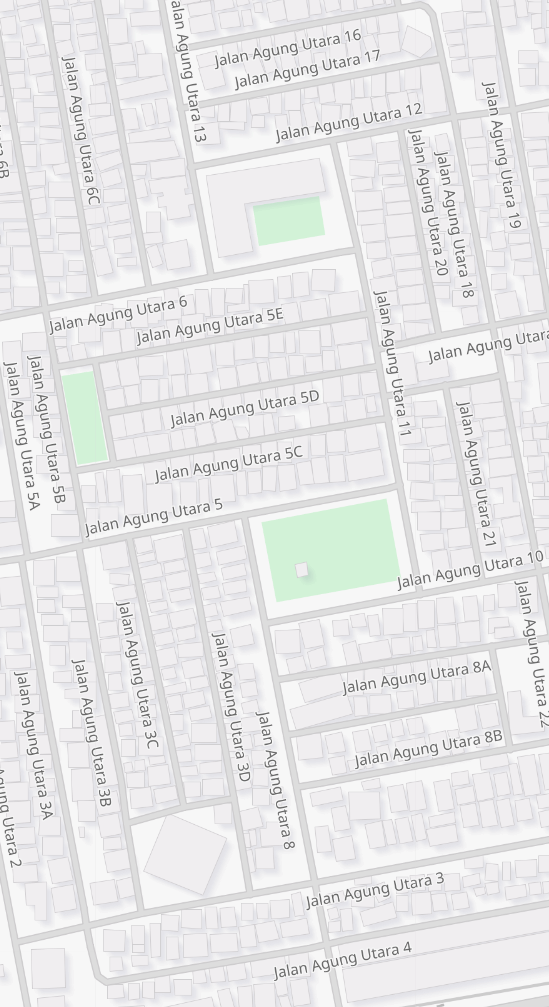 Jalan Agung Utara 16
Jalan Agung Utara 17
Jalan Agung Utara 13
Jalan Agung Utara 6C
Jalan Agung Utara 12
Jalan Agung Utara 19
6B
Jalan Agung Utara 20
Jalan Agung Utara 18
Jalan Agung Utara 6
Jalan Agung Utara 5E
Jalan Agung Utara 11
Jalan Agung Utara
Jalan Agung Utara 5A
Jalan Agung Utara 5B
Jalan Agung Utara 5D
Jalan Agung Utara 5C
Jalan Agung Utara 21
Jalan Agung Utara 5
Jalan Agung Utara 10
Jalan Agung Utara 22
Jalan Agung Utara 3C
Jalan Agung Utara 3D
Jalan Agung Utara 8A
Jalan Agung Utara 3A
Jalan Agung Utara 3B
Jalan Agung Utara 8
Jalan Agung Utara 8B
Agung Utara 2
Jalan Agung Utara 3
Jalan Agung Utara 4